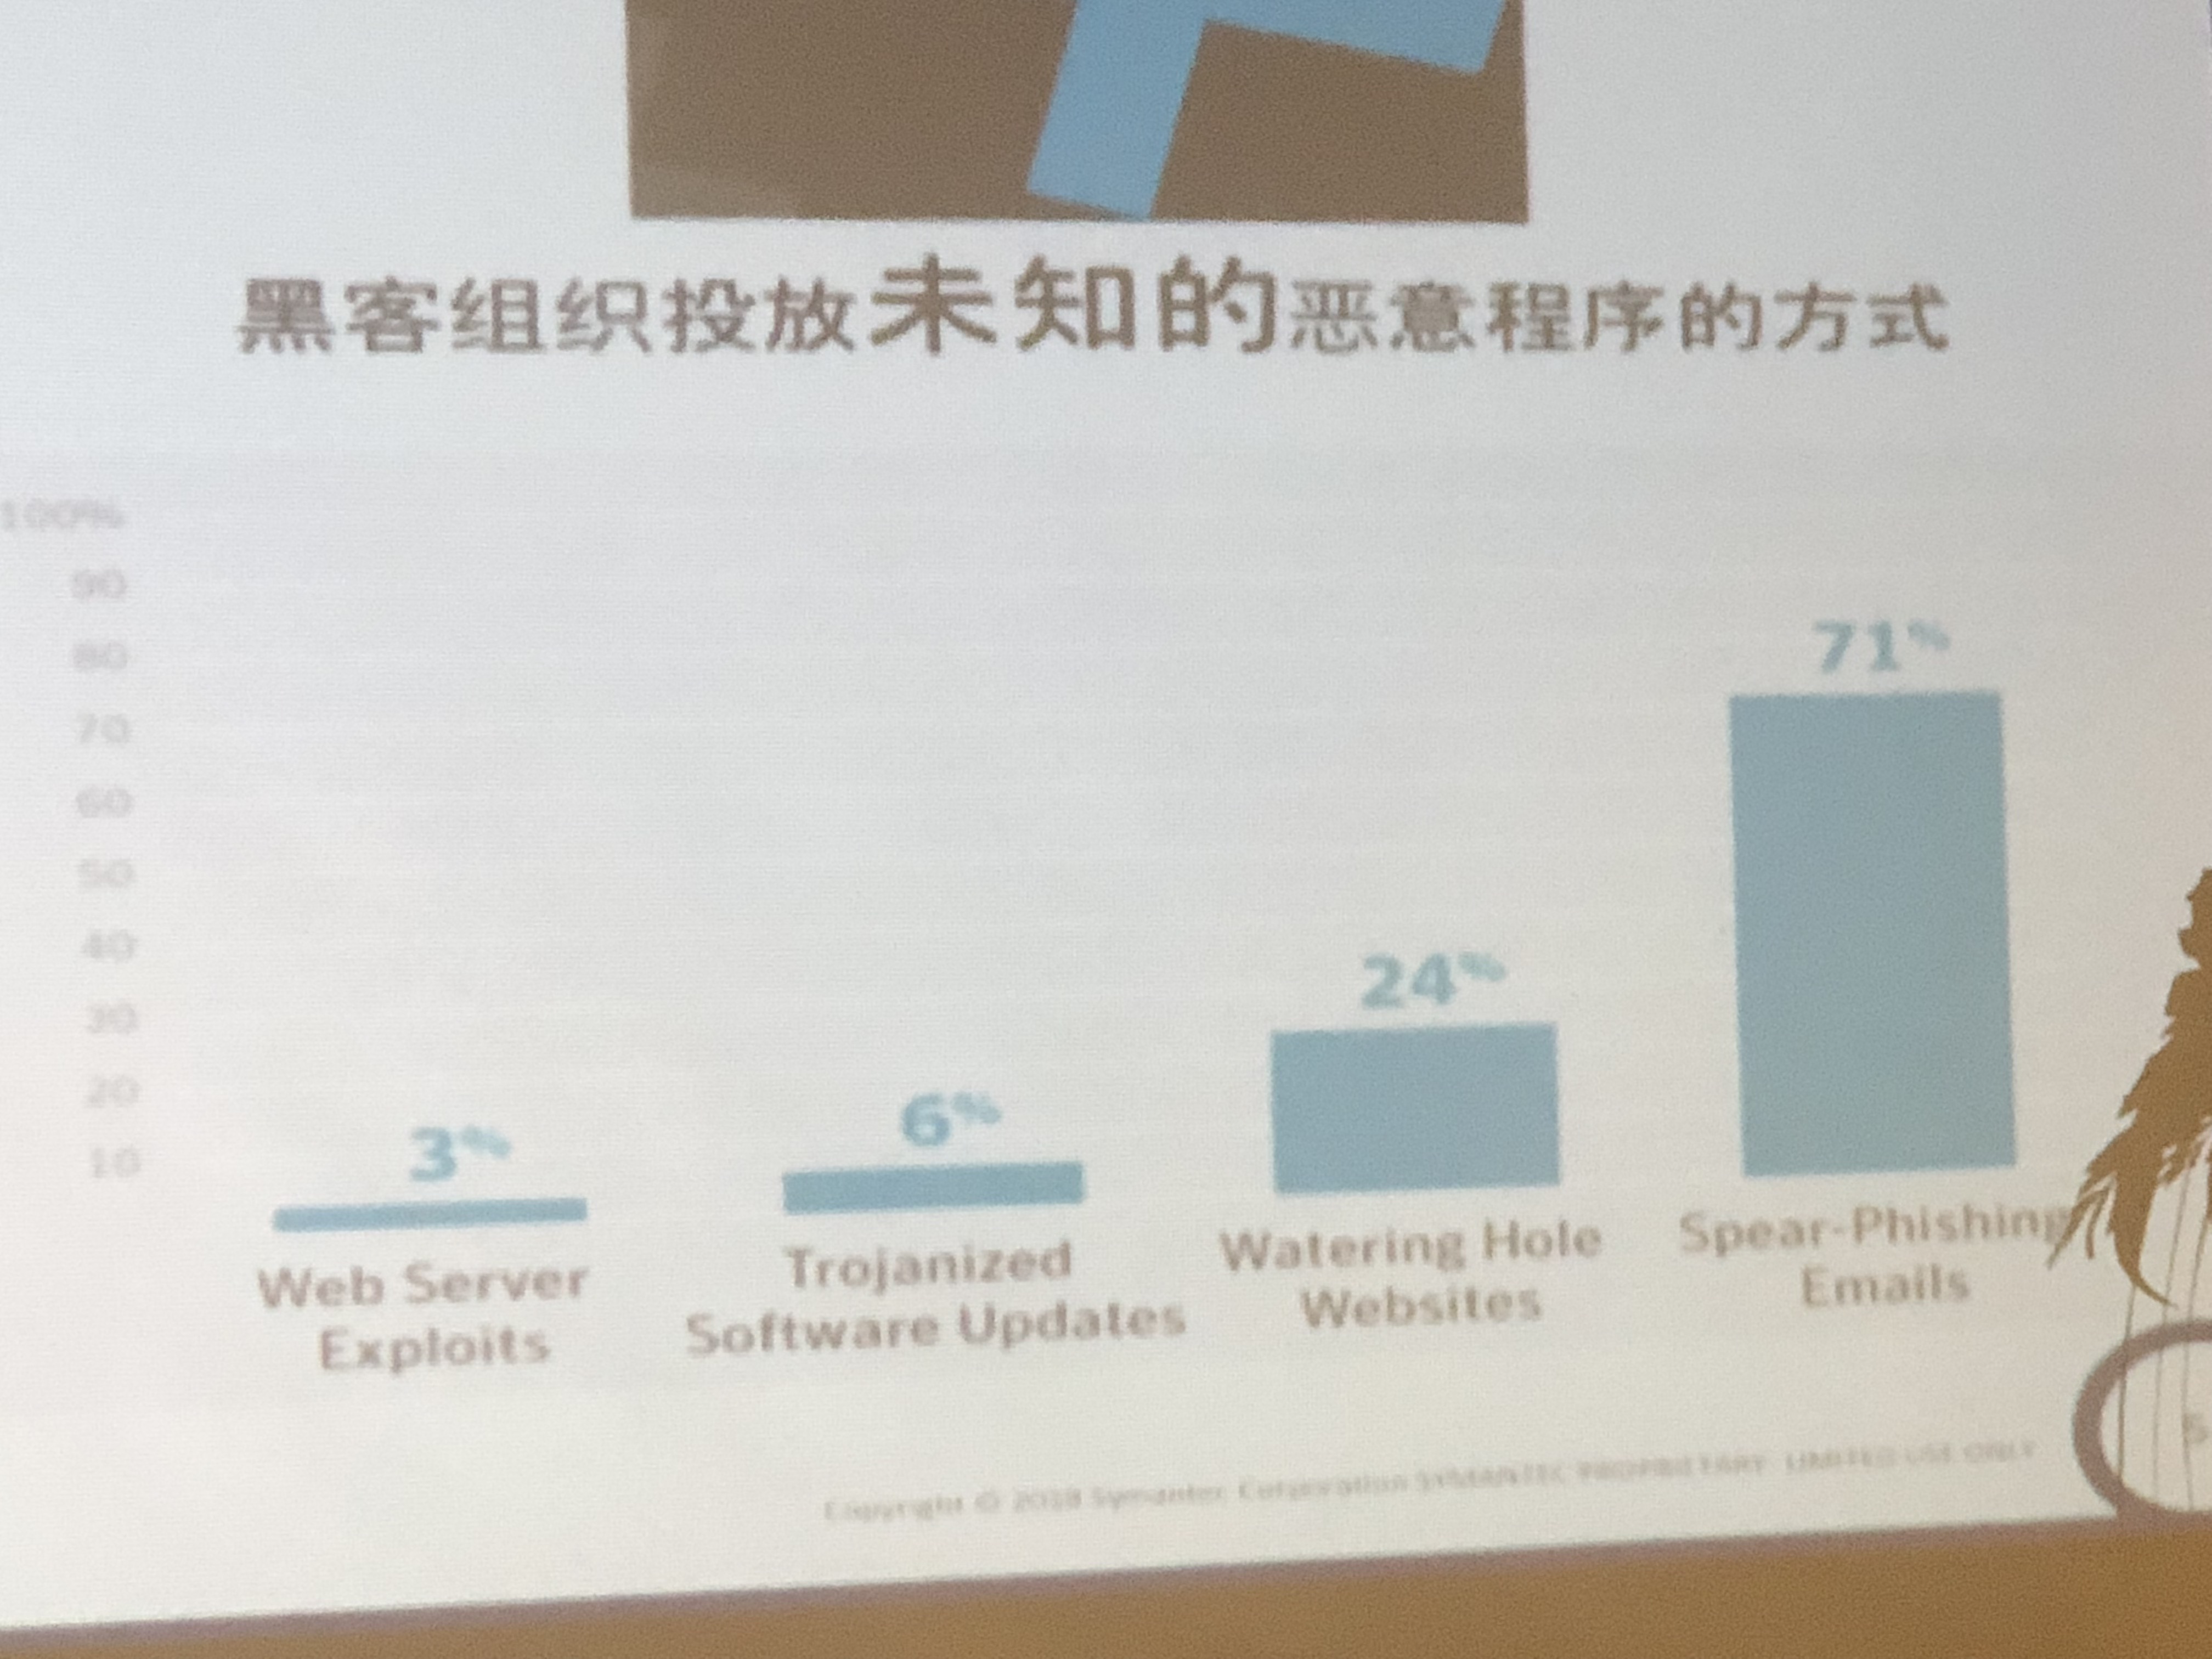 黑客组织投放未知的恶意程序的方式
100%
90
80
70
60
50
40
30
20
10
3%
6%
24%
71%
Web Server
Exploits
Trojanized
Software Updates
Watering Hole
Websites
Spear-Phishing
Emails
Copyright © 2018 Symantec Corporation SYMANTEC PROPRIETARY- LIMITED USE ONLY
5